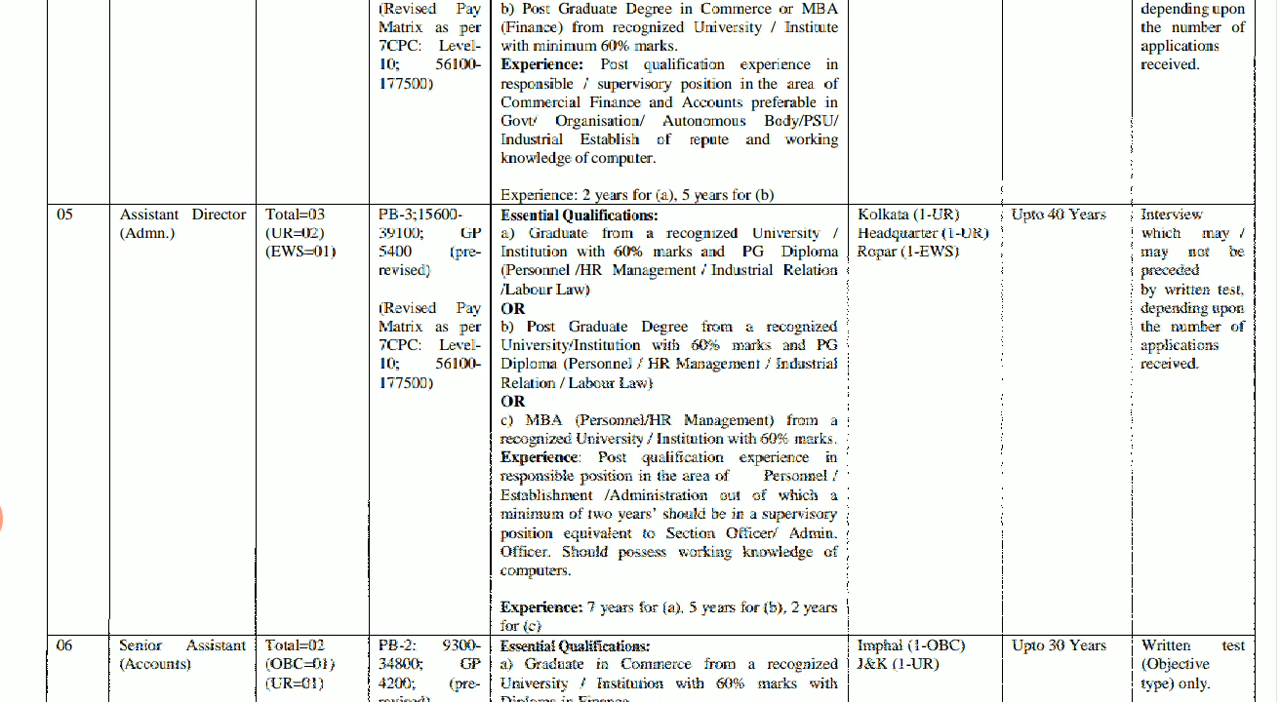 (Revised Pay
Matrix as per
7CPC: Level-
10; 56100-
177500)
b) Post Graduate Degree in Commerce or MBA
(Finance) from recognized University / Institute
with minimum 60% marks.
Experience: Post qualification experience in
responsible / supervisory position in the area of
Commercial Finance and Accounts preferable in
Govt/ Organisation/ Autonomous Body/PSU/
Industrial Establish of repute and working
knowledge of computer.
Experience: 2 years for (a), 5 years for (b)
depending upon
the number of
applications
received.
05
Assistant Director
(Admn.)
Total=03
(UR=02)
(EWS=01)
PB-3;15600-
39100; GP
5400 (pre-
revised)
(Revised Pay
Matrix as per
7CPC: Level-
10; 56100-
177500)
Essential Qualifications:
a) Graduate from a recognized University /
Institution with 60% marks and PG Diploma
(Personnel /HR Management / Industrial Relation
/Labour Law)
OR
b) Post Graduate Degree from a recognized
University/Institution with 60% marks and PG
Diploma (Personnel / HR Management / Industrial
Relation / Labour Law)
OR
c) MBA (Personnel/HR Management) from a
recognized University / Institution with 60% marks.
Experience: Post qualification experience in
responsible position in the area of Personnel /
Establishment /Administration out of which a
minimum of two years' should be in a supervisory
position equivalent to Section Officer/ Admin.
Officer. Should possess working knowledge of
computers.
Experience: 7 years for (a), 5 years for (b), 2 years
for (c)
Kolkata (1-UR)
Headquarter (1-UR)
Ropar (1-EWS)
Upto 40 Years
Interview
which may /
may not be
preceded
by written test,
depending upon
the number of
applications
received.
06
Senior Assistant
(Accounts)
Total=02
(OBC=01)
(UR=01)
PB-2: 9300-
34800; GP
4200; (pre-
revised)
Essential Qualifications:
a) Graduate in Commerce from a recognized
University / Institution with 60% marks with
Diploma in Finance
Imphal (1-OBC)
J&K (1-UR)
Upto 30 Years
Written test
(Objective
type) only.